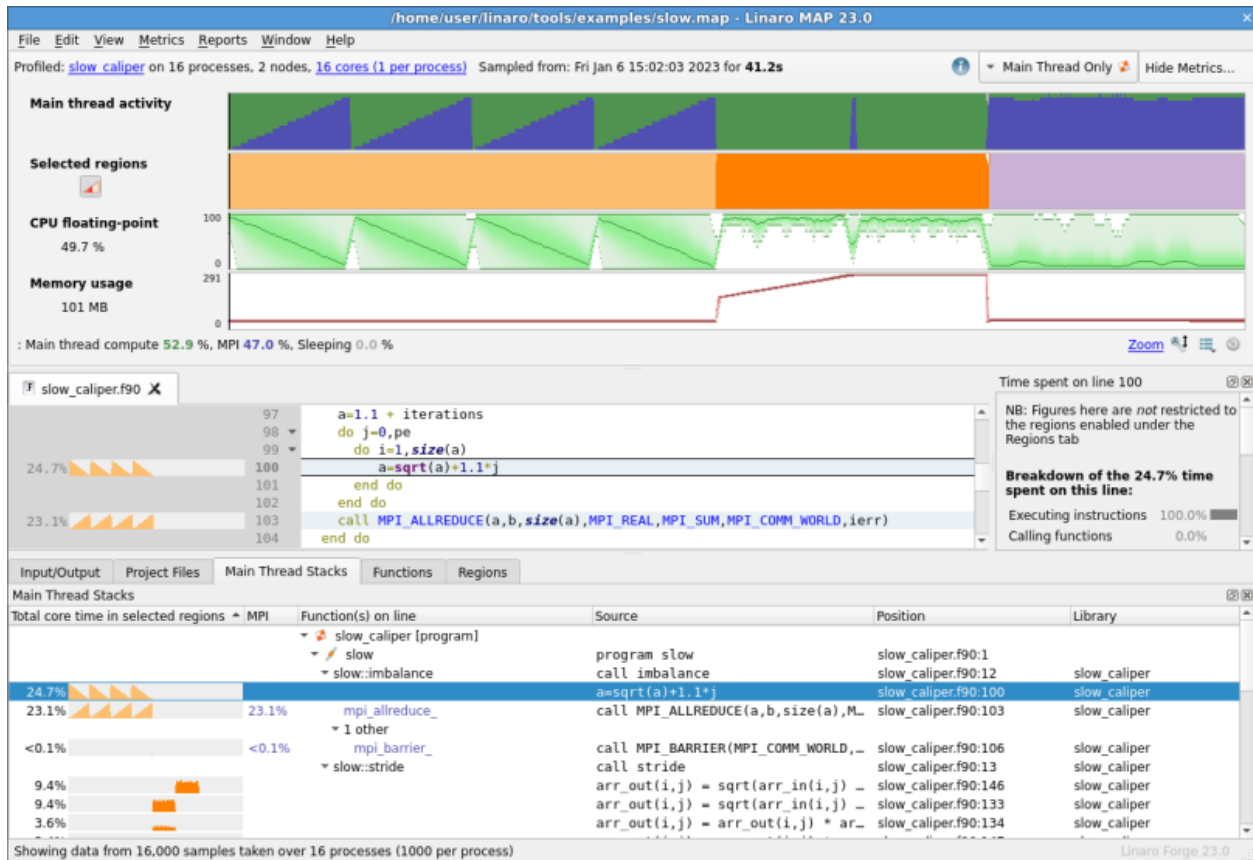 /home/user/linaro/tools/examples/slow.map - Linaro MAP 23.0
File Edit View Metrics Reports Window Help
Profiled: slow_caliper on 16 processes, 2 nodes, 16 cores (1 per process) Sampled from: Fri Jan 6 15:02:03 2023 for 41.2s Main Thread Only Hide Metrics...
Main thread activity
Selected regions
CPU floating-point 100
49.7 %
0
Memory usage 291
101 MB
0
: Main thread compute 52.9 %, MPI 47.0 %, Sleeping 0.0 % Zoom
slow_caliper.f90
97 a=1.1 + iterations
98 do j=0,pe
99 do i=1,size(a)
24.7% 100 a=sqrt(a)+1.1*j
101 end do
102 end do
23.1% 103 call MPI_ALLREDUCE(a,b,size(a),MPI_REAL,MPI_SUM,MPI_COMM_WORLD,ierr)
104 end do
Time spent on line 100
NB: Figures here are not restricted to
the regions enabled under the
Regions tab
Breakdown of the 24.7% time
spent on this line:
Executing instructions 100.0%
Calling functions 0.0%
Input/Output Project Files Main Thread Stacks Functions Regions
Main Thread Stacks
Total core time in selected regions MPI Function(s) on line Source Position Library
slow_caliper [program]
slow program slow slow_caliper.f90:1
slow::imbalance call imbalance slow_caliper.f90:12 slow_caliper
24.7% a=sqrt(a)+1.1*j slow_caliper.f90:100 slow_caliper
23.1% 23.1% mpi_allreduce_ call MPI_ALLREDUCE(a,b,size(a),M… slow_caliper.f90:103 slow_caliper
1 other
<0.1% <0.1% mpi_barrier_ call MPI_BARRIER(MPI_COMM_WORLD,… slow_caliper.f90:106 slow_caliper
slow::stride call stride slow_caliper.f90:13 slow_caliper
9.4% arr_out(i,j) = sqrt(arr_in(i,j) … slow_caliper.f90:146 slow_caliper
9.4% arr_out(i,j) = sqrt(arr_in(i,j) … slow_caliper.f90:133 slow_caliper
3.6% arr_out(i,j) = arr_out(i,j) * ar… slow_caliper.f90:134 slow_caliper
Showing data from 16,000 samples taken over 16 processes (1000 per process) Linaro Forge 23.0